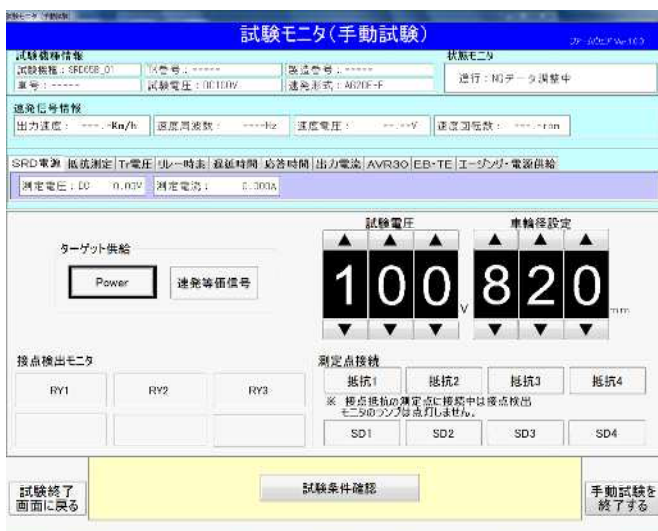 試験モニタ(手動試験)
試験機種情報
試験機種：SRD65B_01
車号：-----
試験電圧：DC100V
製造番号：-----
速発形式：AG20E-F
状態モニタ
進行：NGデータ調整中
速発信号情報
出力速度： ---.-Km/h
速度周波数： ----Hz
速度電圧： --.--V
速度回転数： ---.-rpm
SRD電源 抵抗測定 Tr電圧 リレー時素 遅延時間 応答時間 出力電流 AVR30 EB・TE エージング・電源供給
測定電圧：DC 0.00V 測定電流： 0.000A
ターゲット供給
Power
速発等価信号
試験電圧
▲ ▲ ▲
100 V
▼ ▼ ▼
車輪径設定
▲ ▲ ▲
820 mm
▼ ▼ ▼
接点検出モニタ
RY1 RY2 RY3
測定点接続
抵抗1 抵抗2 抵抗3 抵抗4
※ 接点抵抗の測定点に接続中は接点検出
モニタのランプは点灯しません。
SD1 SD2 SD3 SD4
試験終了
画面に戻る
試験条件確認
手動試験を
終了する